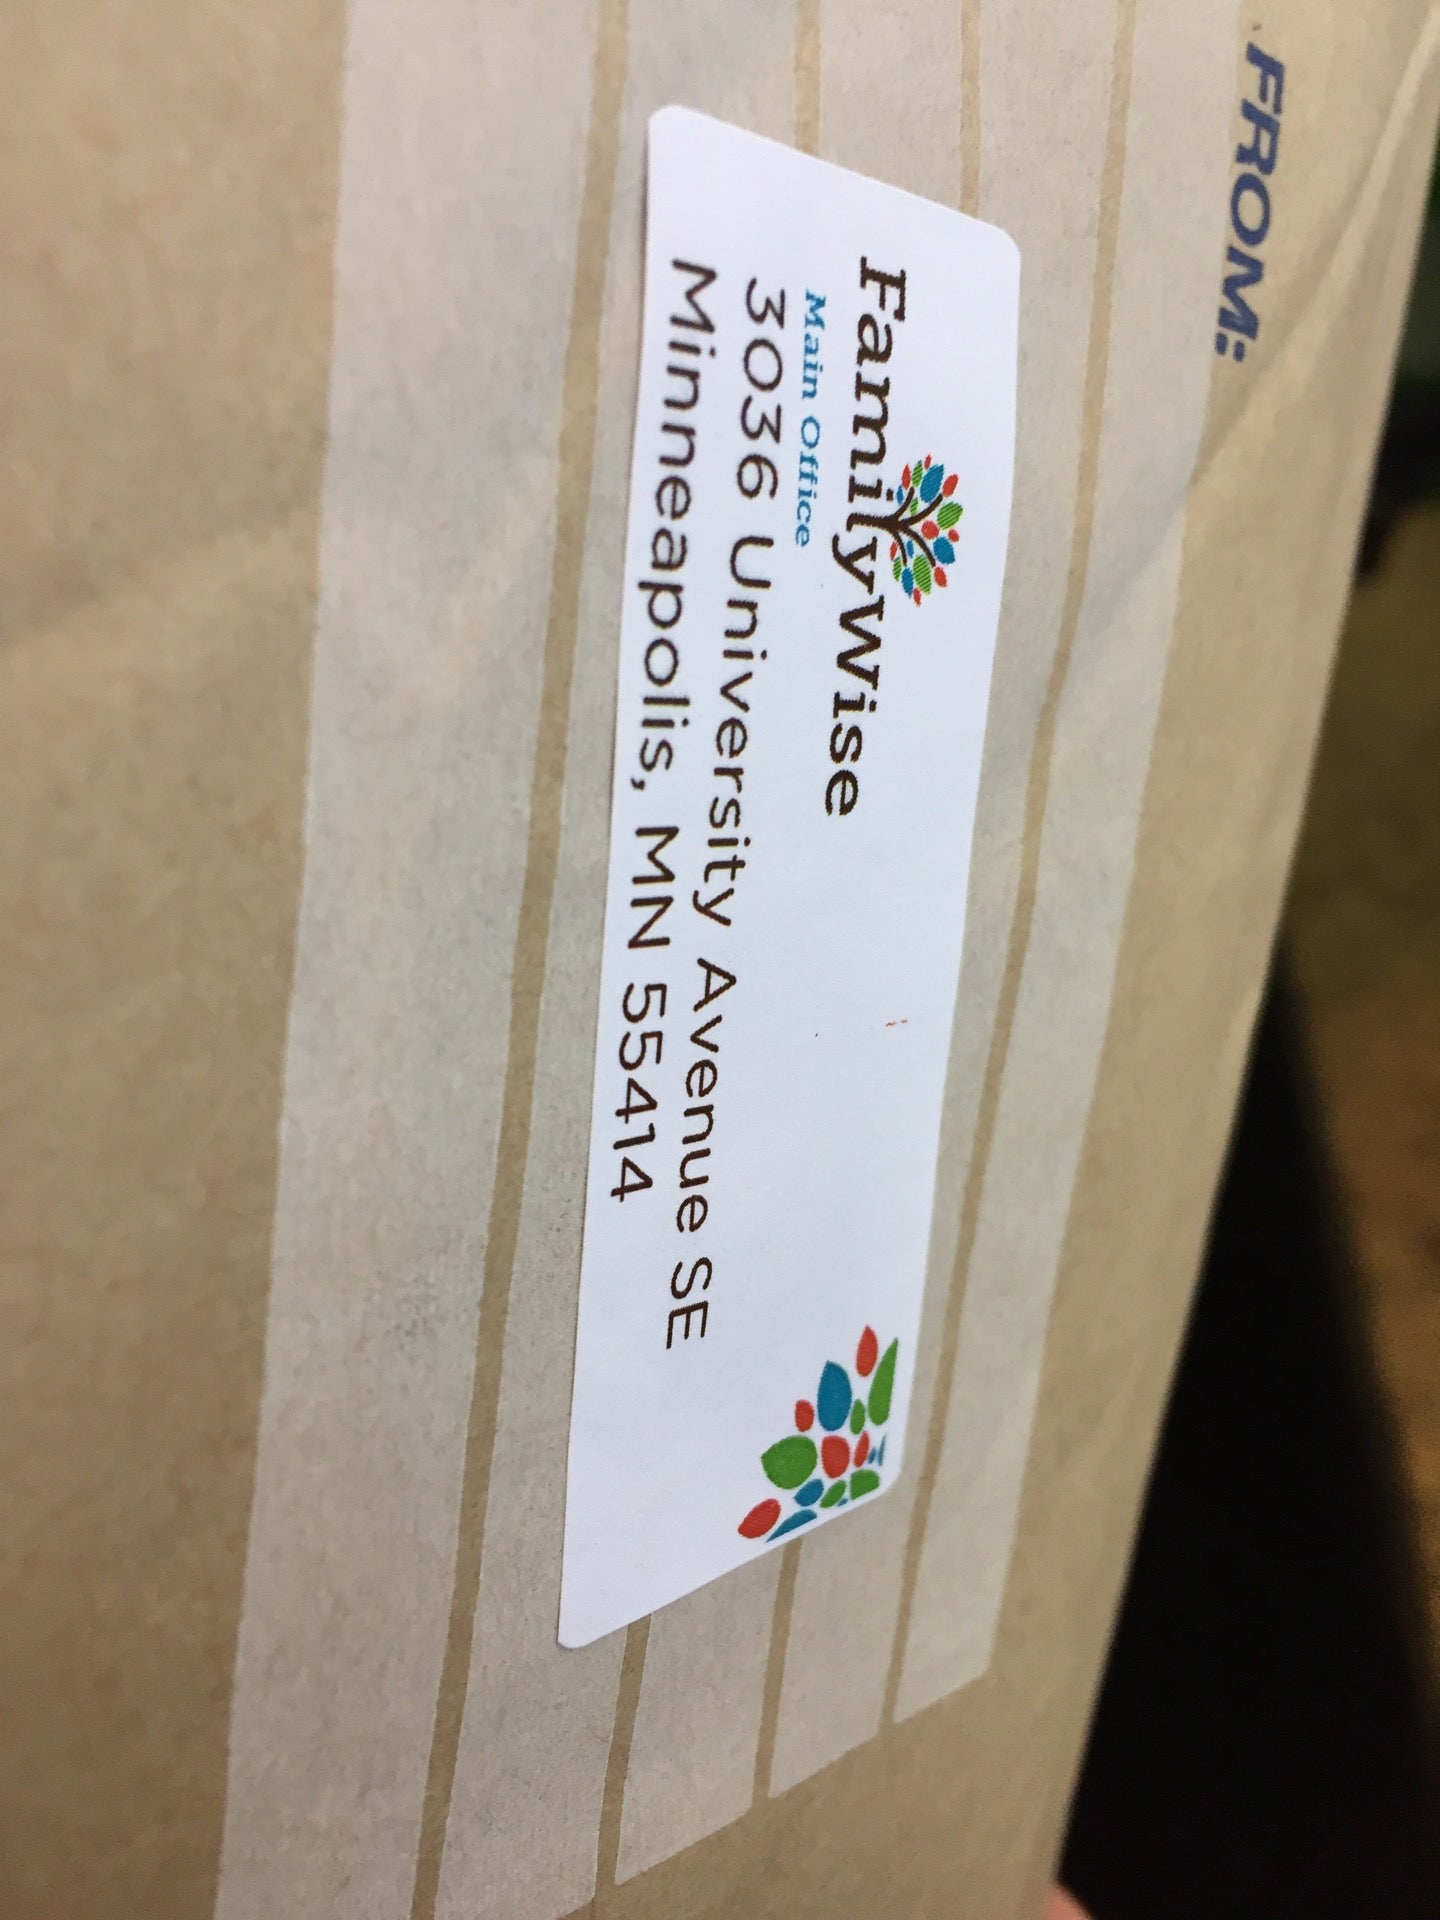 FROM:
Familywise
Main Office
3036 University Avenue SE
Minneapolis, MN 55414